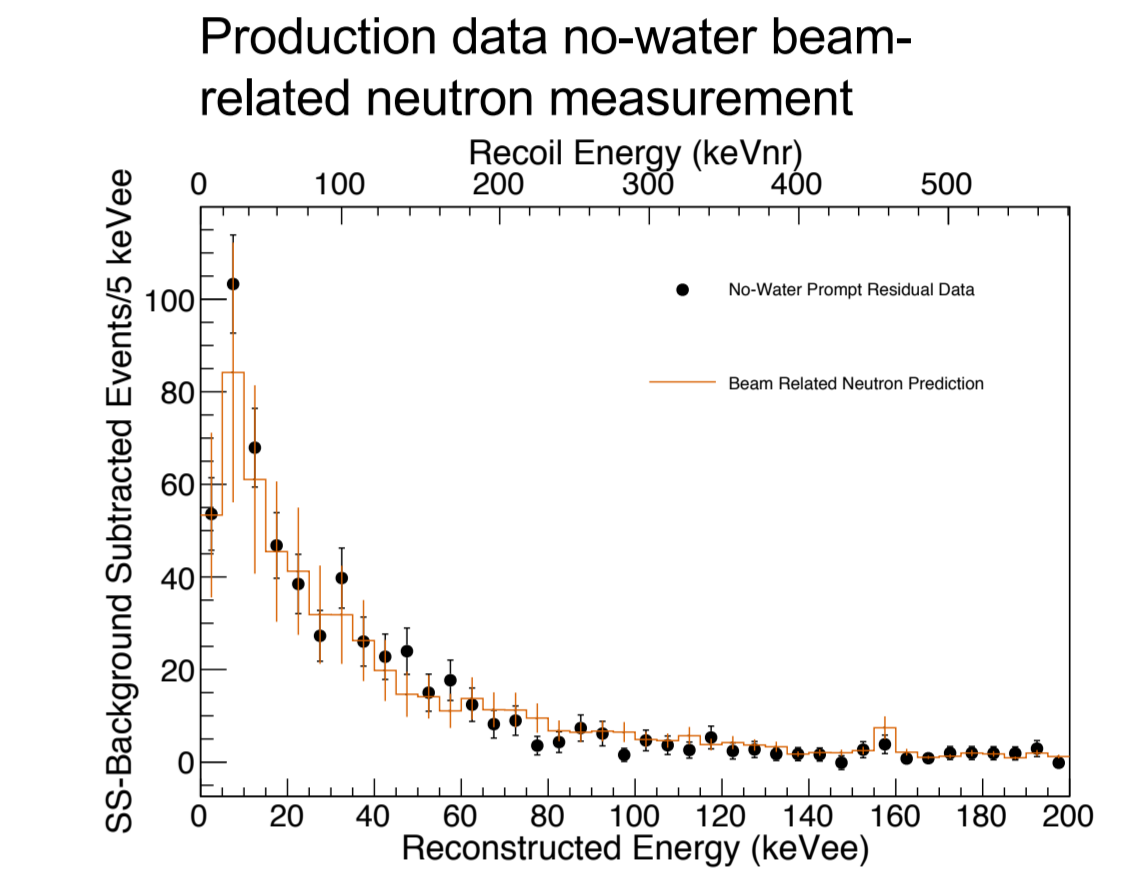 Production data no-water beam-
related neutron measurement
Recoil Energy (keVnr)
0 100 200 300 400 500
SS-Background Subtracted Events/5 keVee
100
80
60
40
20
0
No-Water Prompt Residual Data
Beam Related Neutron Prediction
0 20 40 60 80 100 120 140 160 180 200
Reconstructed Energy (keVee)